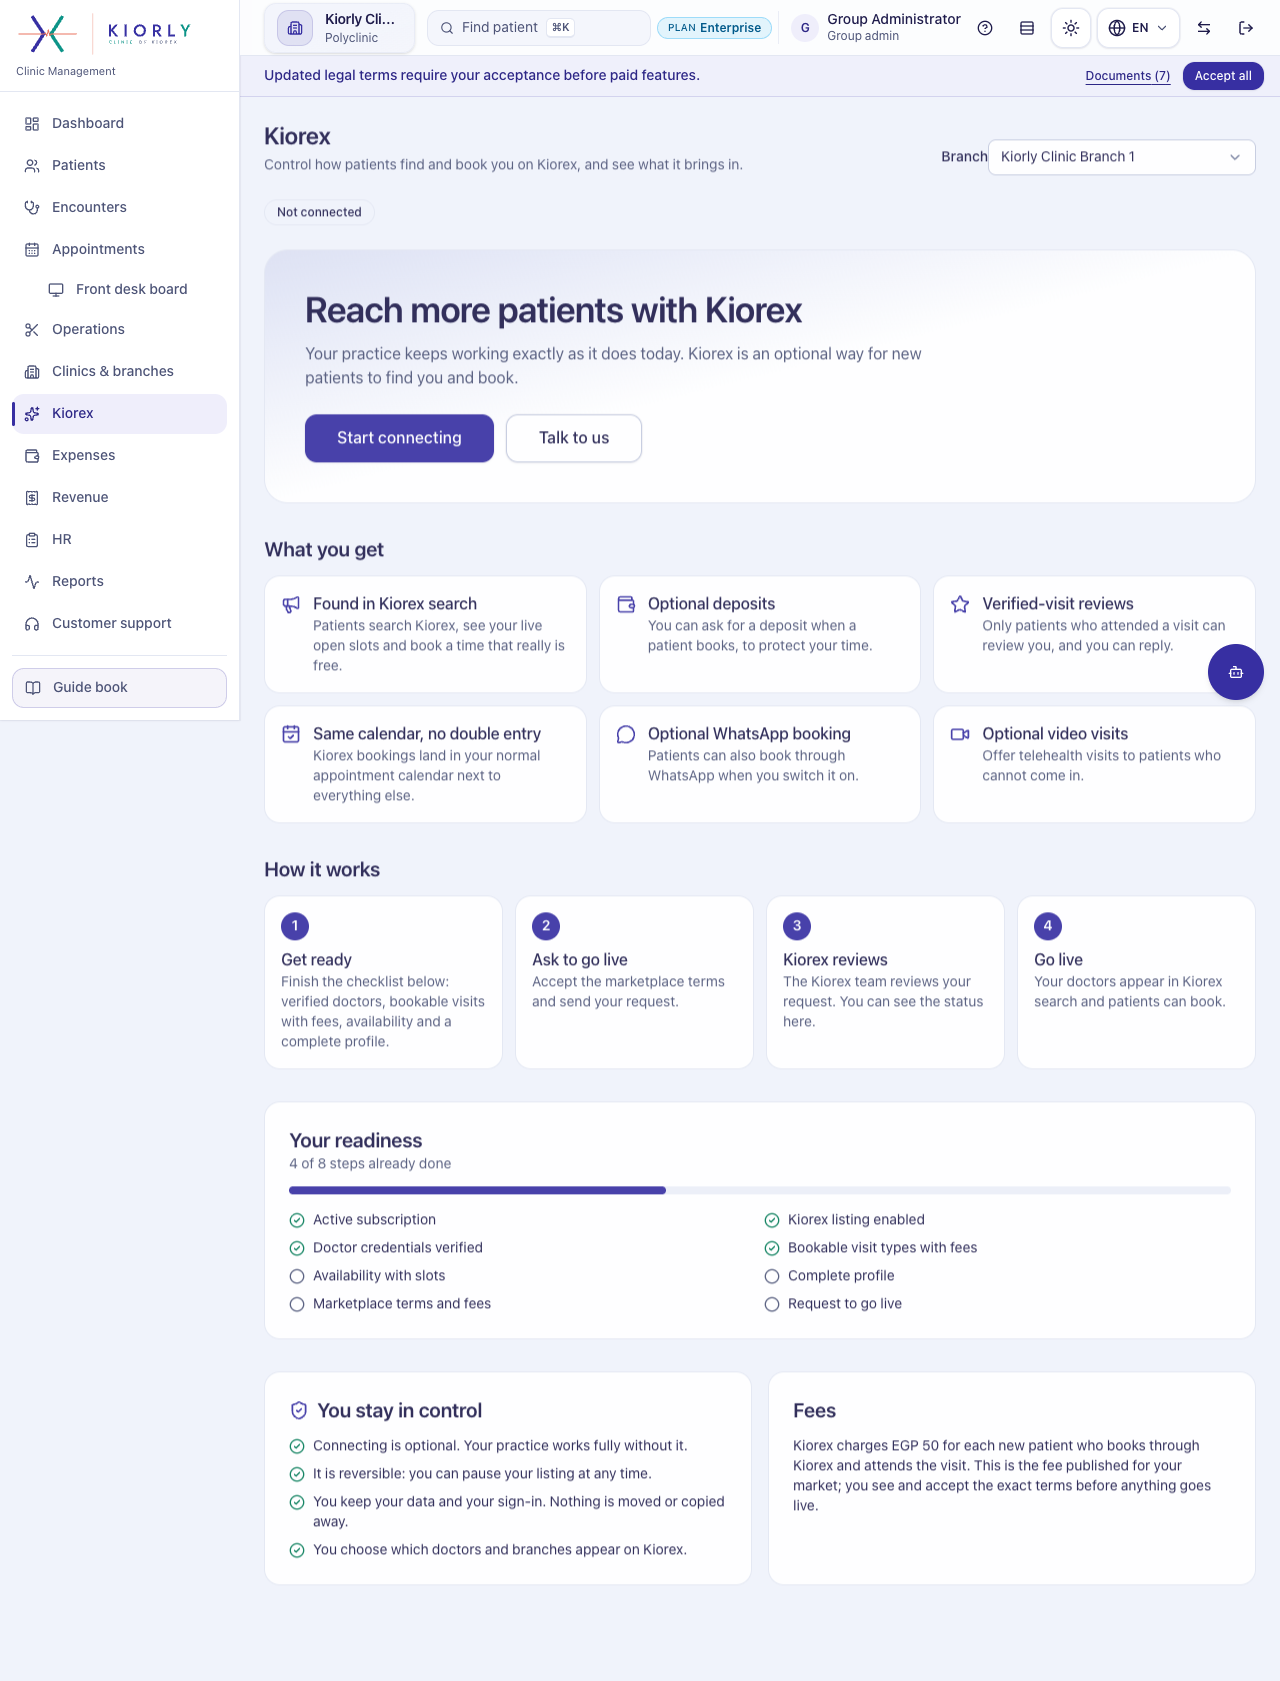 KIORLY
CLINIC BY KIOREX
Clinic Management
Kiorly Cli...
Polyclinic
Find patient
⌘K
PLAN Enterprise
G
Group Administrator
Group admin
EN
Updated legal terms require your acceptance before paid features.
Documents (7)
Accept all
Dashboard
Patients
Encounters
Appointments
Front desk board
Operations
Clinics & branches
Kiorex
Expenses
Revenue
HR
Reports
Customer support
Guide book
Kiorex
Control how patients find and book you on Kiorex, and see what it brings in.
Branch
Kiorly Clinic Branch 1
Not connected
Reach more patients with Kiorex
Your practice keeps working exactly as it does today. Kiorex is an optional way for new
patients to find you and book.
Start connecting
Talk to us
What you get
Found in Kiorex search
Patients search Kiorex, see your live
open slots and book a time that really is
free.
Optional deposits
You can ask for a deposit when a
patient books, to protect your time.
Verified-visit reviews
Only patients who attended a visit can
review you, and you can reply.
Same calendar, no double entry
Kiorex bookings land in your normal
appointment calendar next to
everything else.
Optional WhatsApp booking
Patients can also book through
WhatsApp when you switch it on.
Optional video visits
Offer telehealth visits to patients who
cannot come in.
How it works
1
Get ready
Finish the checklist below:
verified doctors, bookable visits
with fees, availability and a
complete profile.
2
Ask to go live
Accept the marketplace terms
and send your request.
3
Kiorex reviews
The Kiorex team reviews your
request. You can see the status
here.
4
Go live
Your doctors appear in Kiorex
search and patients can book.
Your readiness
4 of 8 steps already done
Active subscription
Kiorex listing enabled
Doctor credentials verified
Bookable visit types with fees
Availability with slots
Complete profile
Marketplace terms and fees
Request to go live
You stay in control
Connecting is optional. Your practice works fully without it.
It is reversible: you can pause your listing at any time.
You keep your data and your sign-in. Nothing is moved or copied
away.
You choose which doctors and branches appear on Kiorex.
Fees
Kiorex charges EGP 50 for each new patient who books through
Kiorex and attends the visit. This is the fee published for your
market; you see and accept the exact terms before anything goes
live.